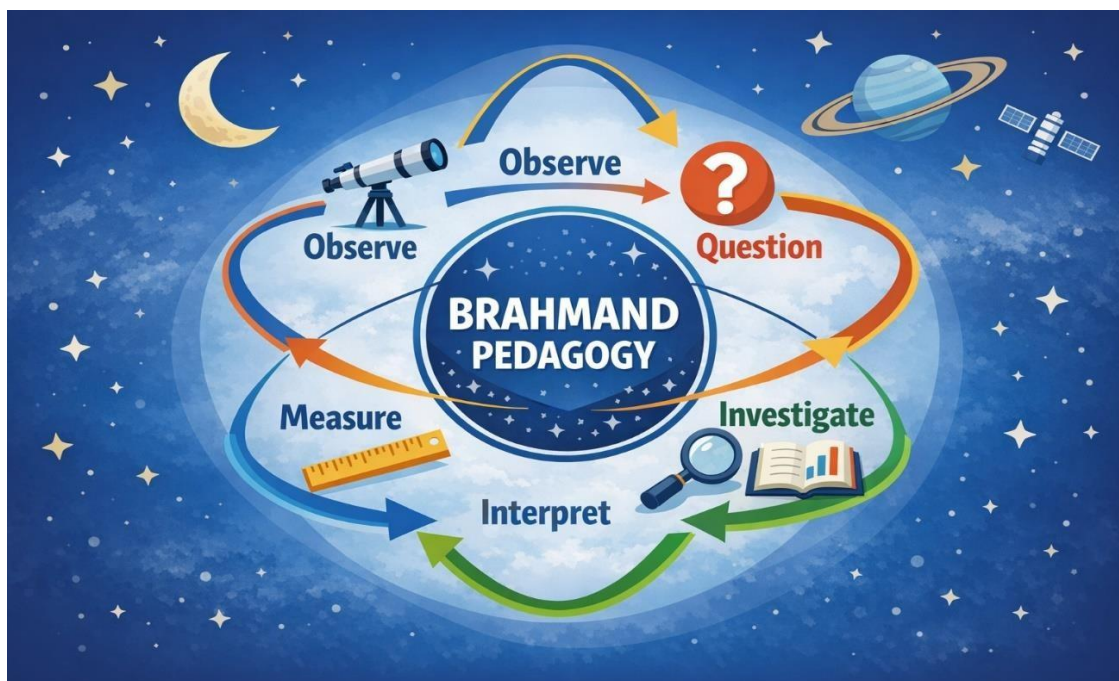 Observe
?
Observe
Question
BRAHMAND
PEDAGOGY
Measure
Investigate
Interpret